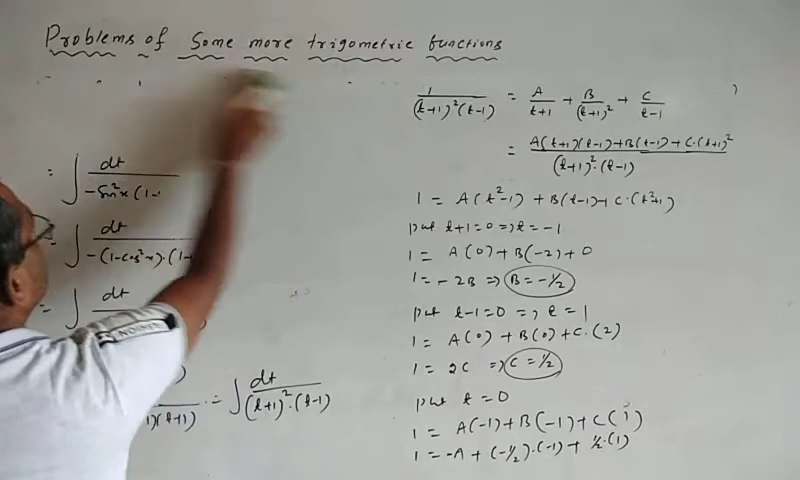 Problems of Some more trigometric functions
= ∫ dt / -Sin²x (1-
= ∫ dt / -(1-cos²x).(1-
= ∫ dt
1)(t+1) = ∫ dt / (t+1)².(t-1)
1 / (t+1)²(t-1) = A / t+1 + B / (t+1)² + C / t-1
= A(t+1)(t-1)+B(t-1)+C.(t+1)² / (t+1)².(t-1)
1 = A(t²-1) + B(t-1)+C.(t²+1)
put t+1=0 => t = -1
1 = A(0)+B(-2)+0
1 = -2B => B = -1/2
put t-1=0 => t = 1
1 = A(0)+B(0)+C.(2)
1 = 2C => C = 1/2
put t = 0
1 = A(-1)+B(-1)+C(1)
1 = -A + (-1/2).(-1) + 1/2.(1)